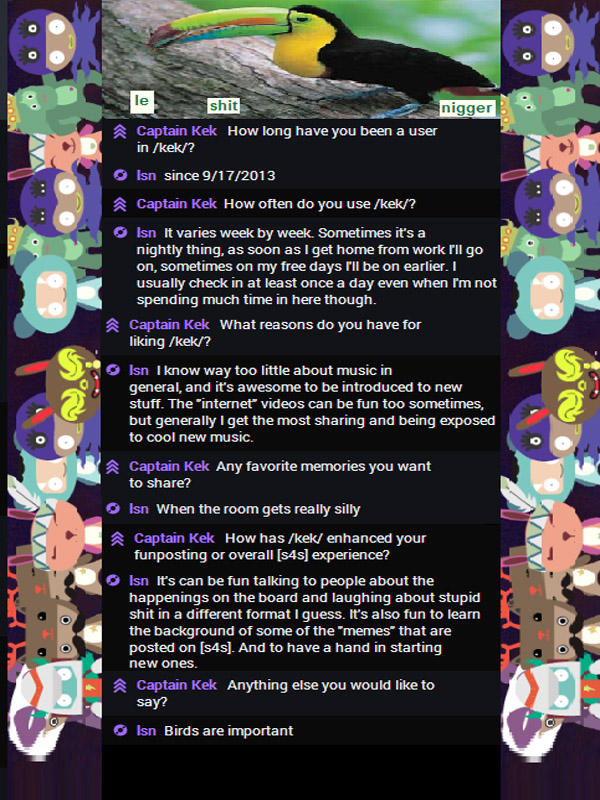 le shit nigger
Captain Kek How long have you been a user
in /kek/?
lsn since 9/17/2013
Captain Kek How often do you use /kek/?
lsn It varies week by week. Sometimes it's a
nightly thing, as soon as I get home from work I'll go
on, sometimes on my free days I'll be on earlier. I
usually check in at least once a day even when I'm not
spending much time in here though.
Captain Kek What reasons do you have for
liking /kek/?
lsn I know way too little about music in
general, and it's awesome to be introduced to new
stuff. The "internet" videos can be fun too sometimes,
but generally I get the most sharing and being exposed
to cool new music.
Captain Kek Any favorite memories you want
to share?
lsn When the room gets really silly
Captain Kek How has /kek/ enhanced your
funposting or overall [s4s] experience?
lsn It's can be fun talking to people about the
happenings on the board and laughing about stupid
shit in a different format I guess. It's also fun to learn
the background of some of the "memes" that are
posted on [s4s]. And to have a hand in starting
new ones.
Captain Kek Anything else you would like to
say?
lsn Birds are important